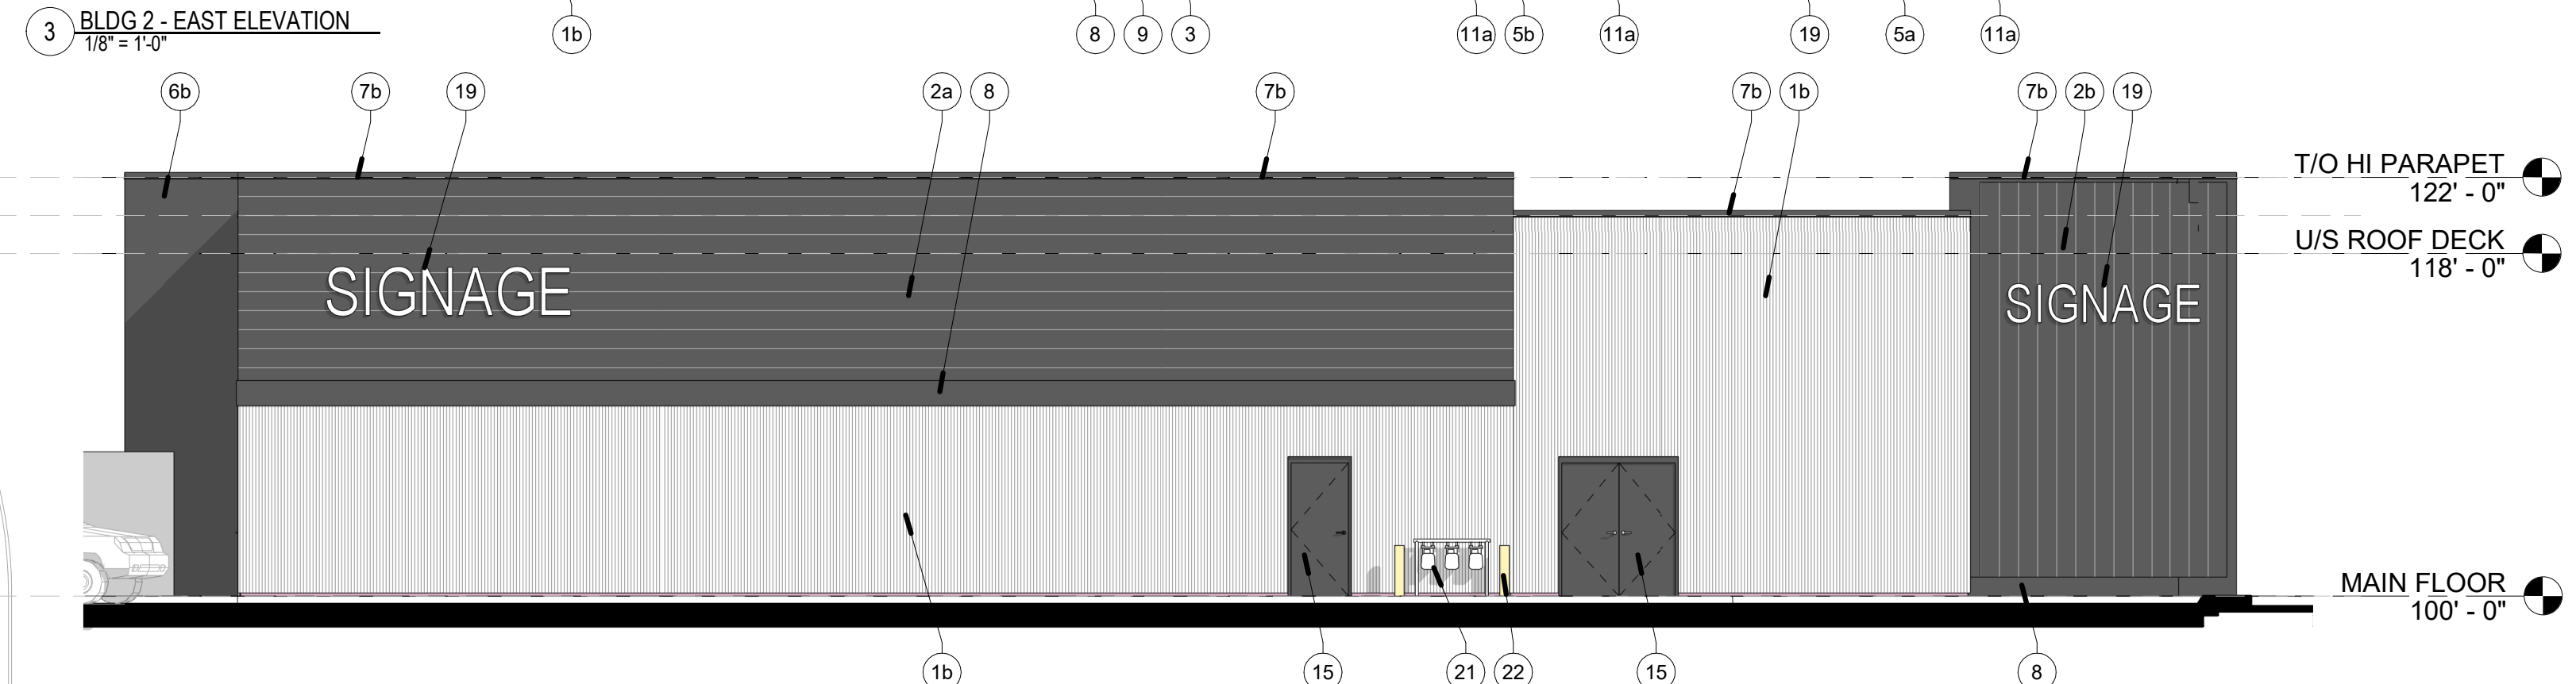 3 BLDG 2 - EAST ELEVATION
1/8" = 1'-0"
1b 8 9 3 11a 5b 11a 19 5a 11a
6b 7b 19 2a 8 7b 7b 1b 7b 2b 19
T/O HI PARAPET
122' - 0"
U/S ROOF DECK
118' - 0"
SIGNAGE SIGNAGE
MAIN FLOOR
100' - 0"
1b 15 21 22 15 8